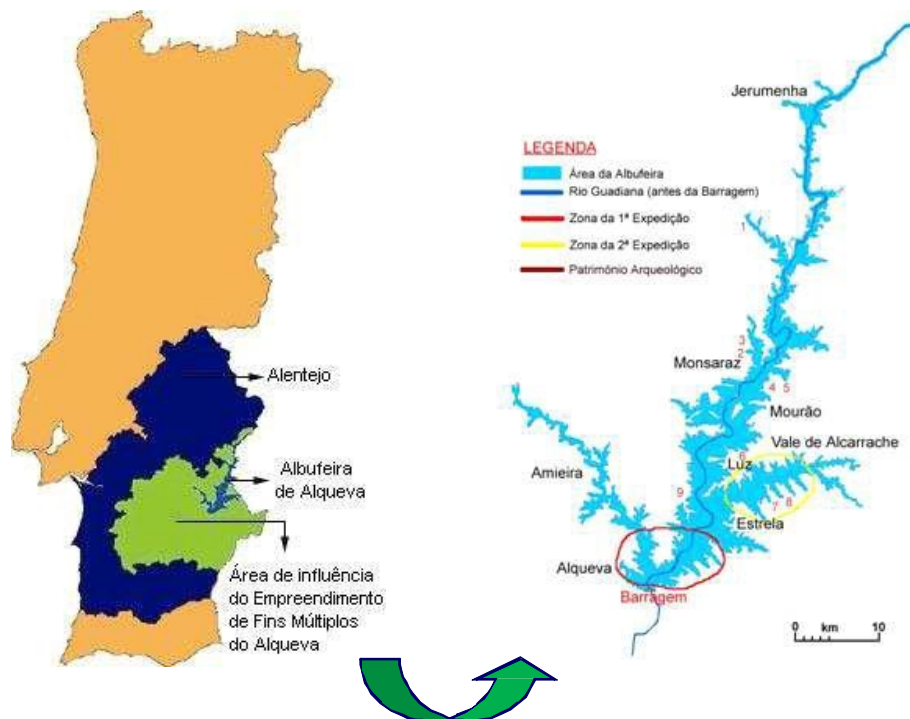 Alentejo
Albufeira
de Alqueva
Área de influência
do Empreendimento
de Fins Múltiplos
do Alqueva
Jerumenha
LEGENDA
Área da Albufeira
Rio Guadiana (antes da Barragem)
Zona da 1ª Expedição
Zona da 2ª Expedição
Património Arqueológico
1
3
2
Monsaraz
4 5
Mourão
Vale de Alcarrache
6
Luz
Amieira
9
7 8
Estrela
Alqueva
Barragem
0 km 10